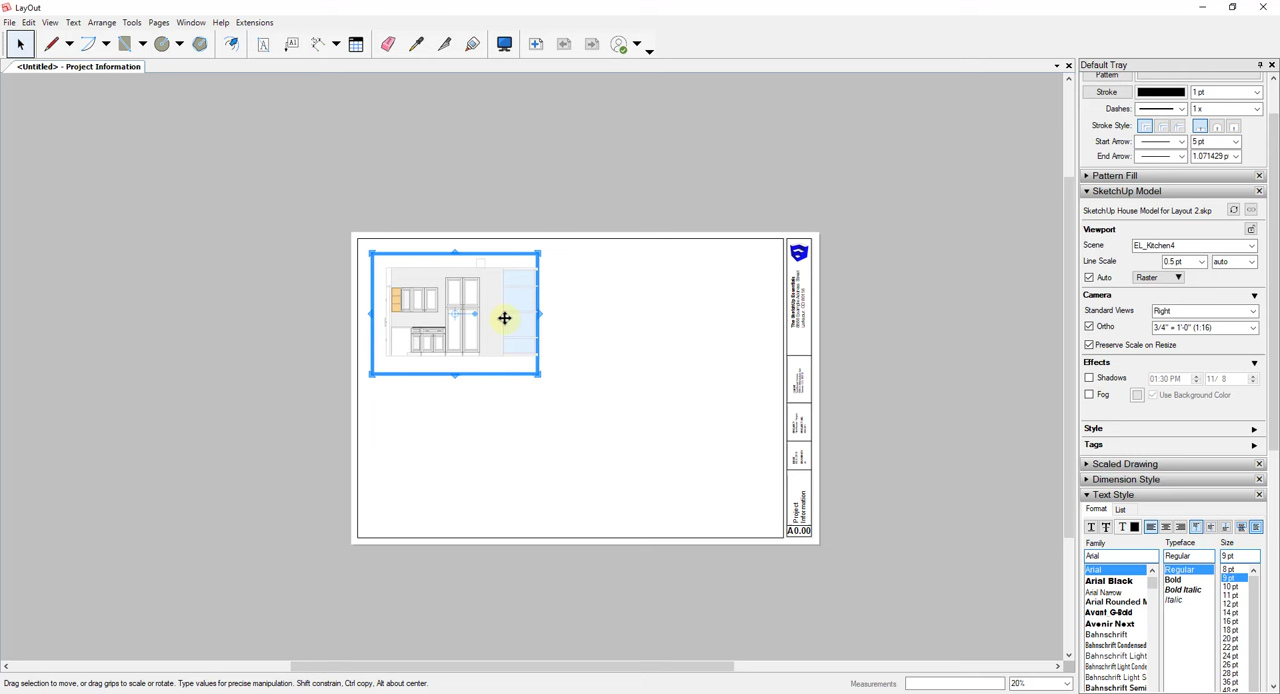 LayOut
File Edit View Text Arrange Tools Pages Window Help Extensions
<Untitled> - Project Information
Default Tray
Pattern
Stroke 1 pt
Dashes: 1 x
Stroke Style:
Start Arrow: 5 pt
End Arrow: 1.071429 p
Pattern Fill
SketchUp Model
SketchUp House Model for Layout 2.skp
Viewport
Scene EL_Kitchen4
Line Scale 0.5 pt auto
Auto Raster
Camera
Standard Views Right
Ortho 3/4" = 1'-0" (1:16)
Preserve Scale on Resize
Effects
Shadows 01:30 PM 11/ 8
Fog Use Background Color
Style
Tags
Scaled Drawing
Dimension Style
Text Style
Format List
Family Typeface Size
Arial Regular 9 pt
Arial Regular 8 pt
Arial Black Bold 9 pt
Arial Narrow Bold Italic 10 pt
Arial Rounded M Italic 11 pt
Avant G-Bold 12 pt
Avenir Next 14 pt
Bahnschrift 16 pt
Bahnschrift Condensed 18 pt
Bahnschrift Light 20 pt
Bahnschrift Light Conde 22 pt
Bahnschrift Light S 24 pt
Bahnschrift Semi 26 pt
28 pt
36 pt
48 pt
The SketchUp Essentials
Project
Information
A0.00
Drag selection to move, or drag grips to scale or rotate. Type values for precise manipulation. Shift constrain, Ctrl copy, Alt about center.
Measurements 20%